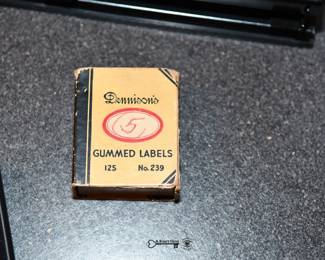 Dennison's
5
GUMMED LABELS
125 No. 239